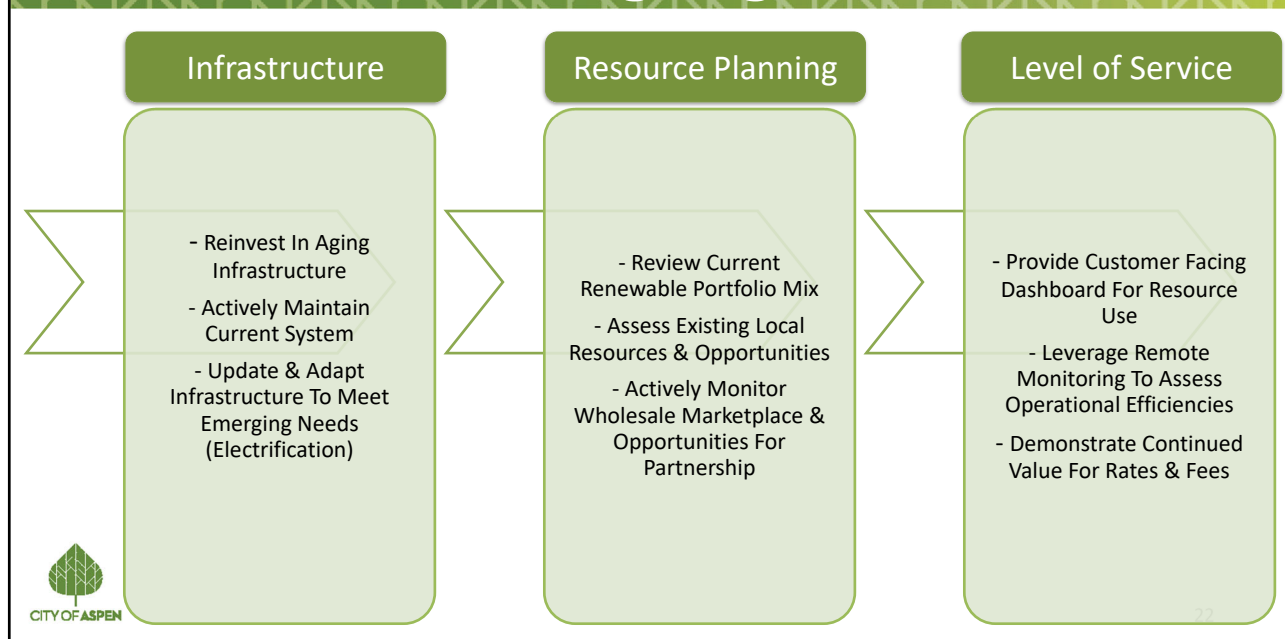 Infrastructure
- Reinvest In Aging
Infrastructure
- Actively Maintain
Current System
- Update & Adapt
Infrastructure To Meet
Emerging Needs
(Electrification)
Resource Planning
- Review Current
Renewable Portfolio Mix
- Assess Existing Local
Resources & Opportunities
- Actively Monitor
Wholesale Marketplace &
Opportunities For
Partnership
Level of Service
- Provide Customer Facing
Dashboard For Resource
Use
- Leverage Remote
Monitoring To Assess
Operational Efficiencies
- Demonstrate Continued
Value For Rates & Fees
CITY OF ASPEN
22